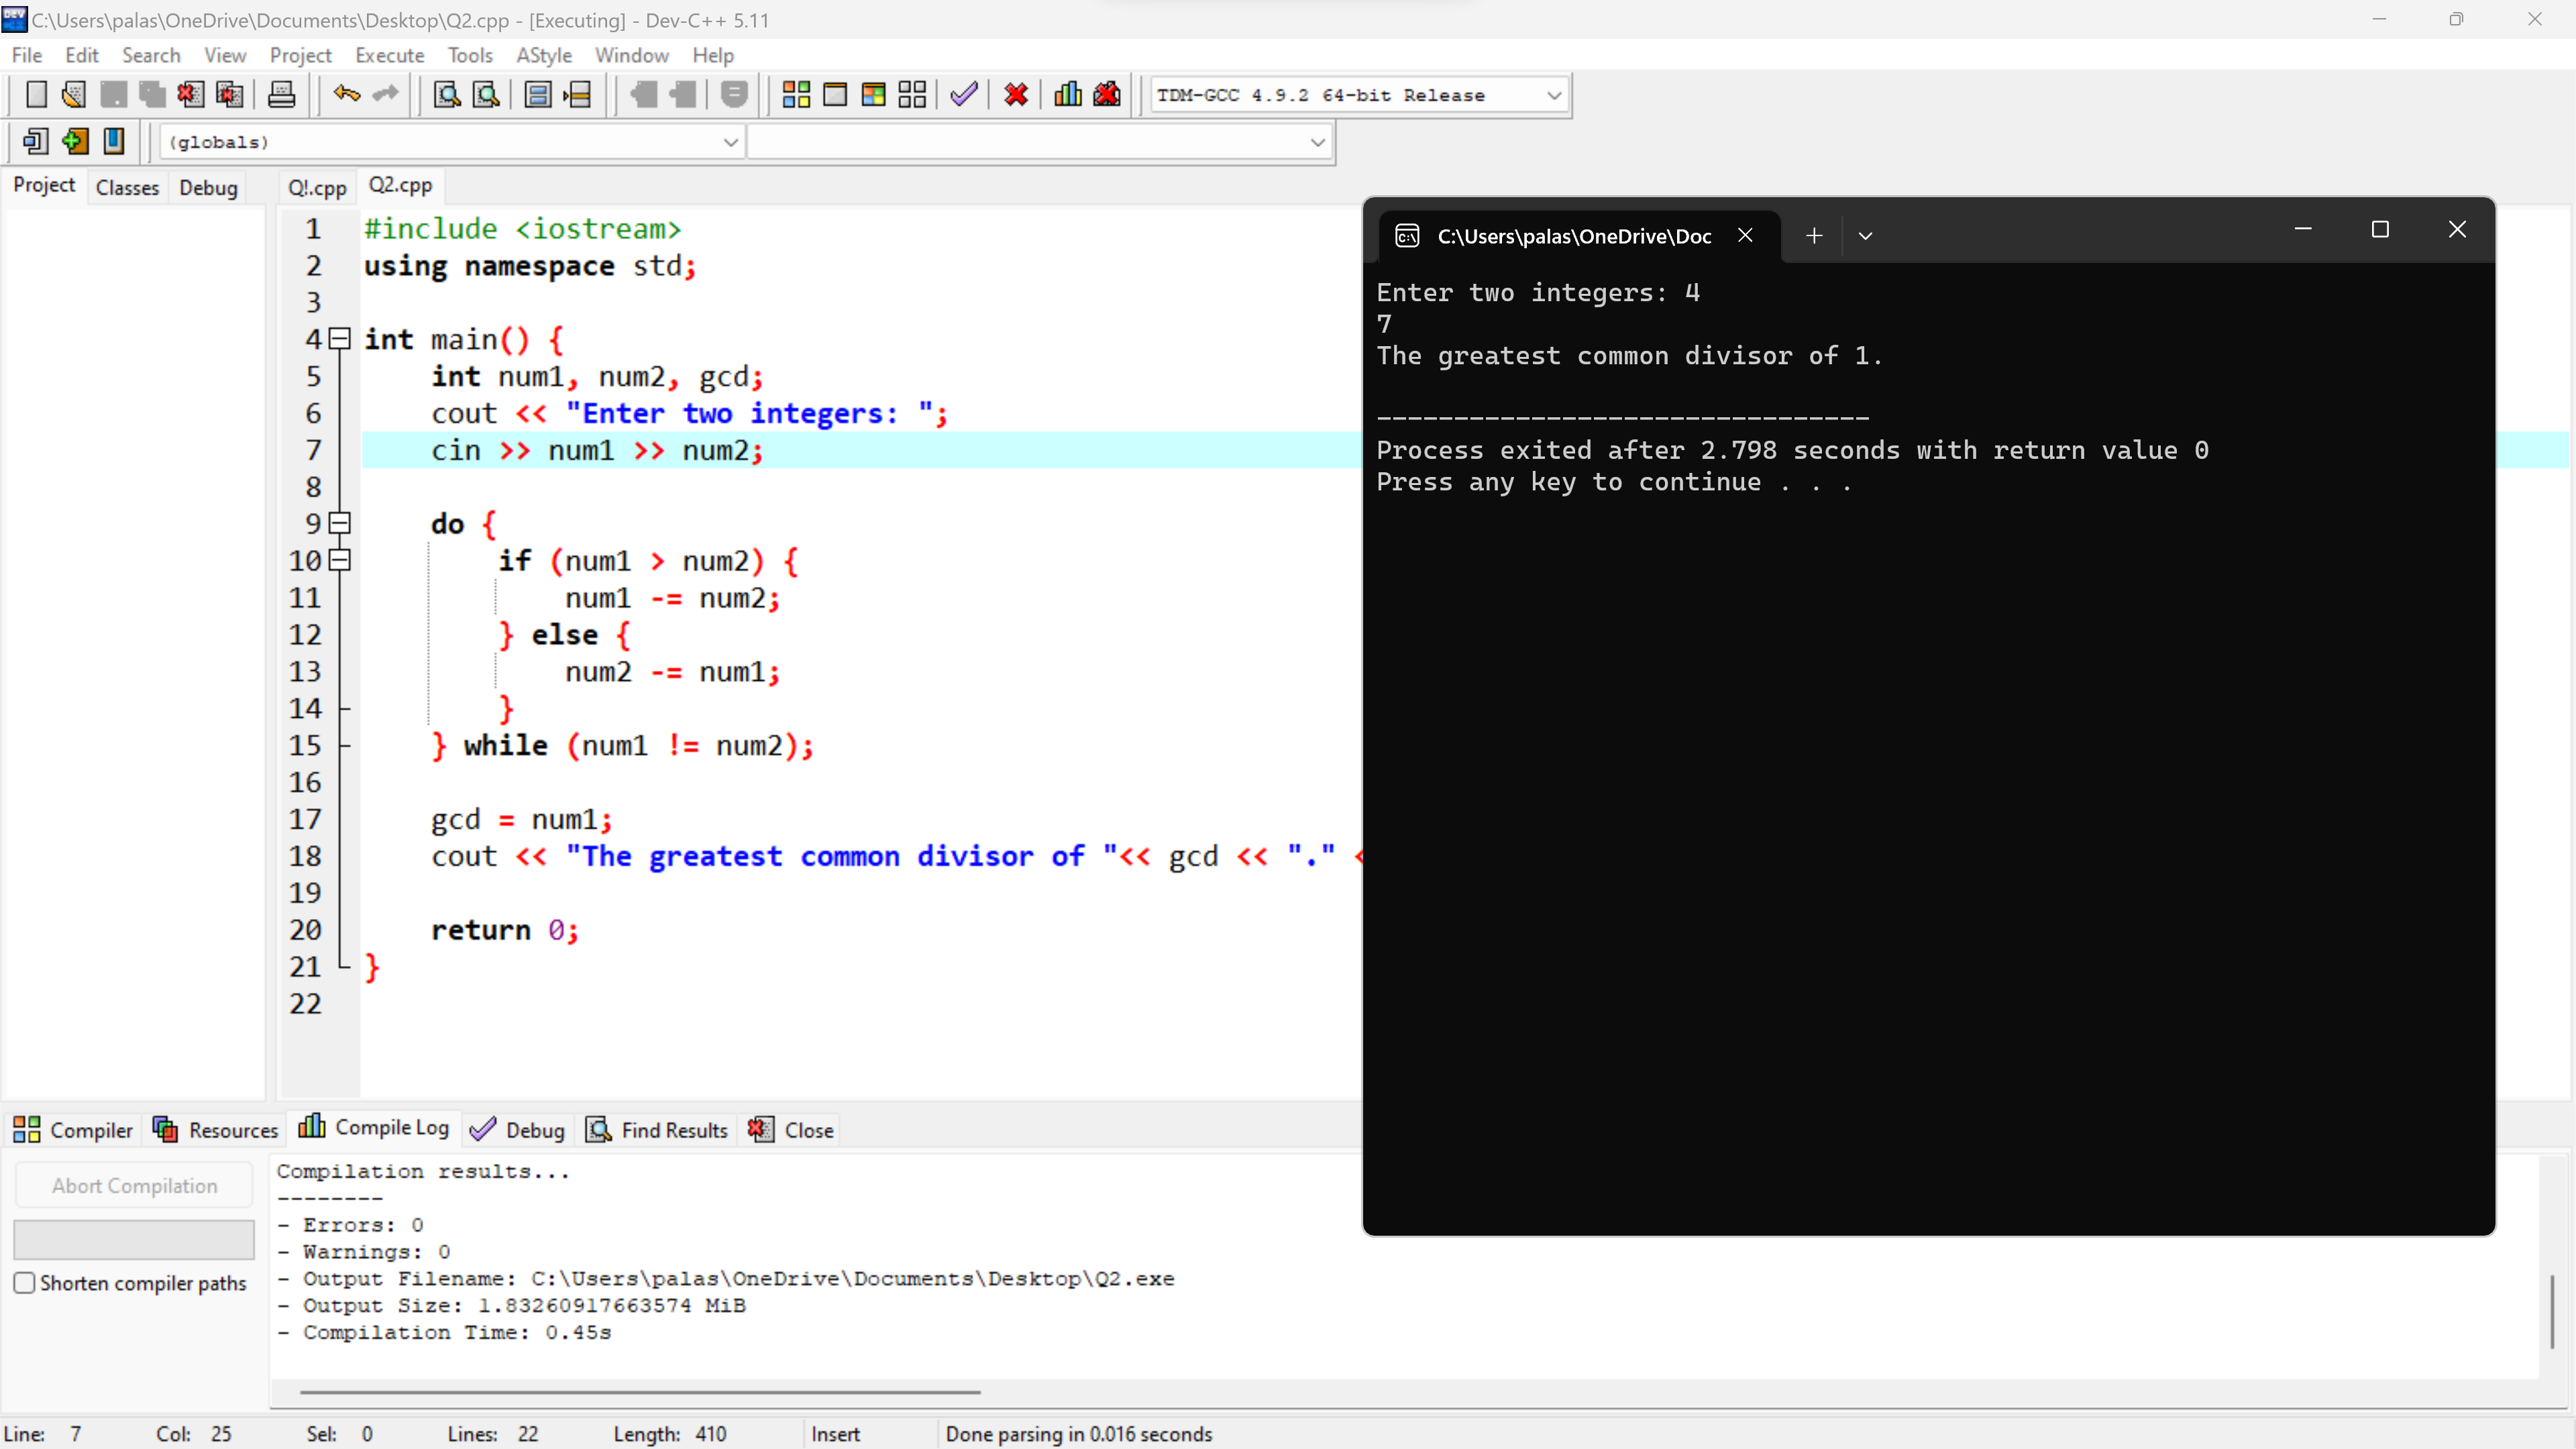 C:\Users\palas\OneDrive\Documents\Desktop\Q2.cpp - [Executing] - Dev-C++ 5.11
File Edit Search View Project Execute Tools AStyle Window Help
TDM-GCC 4.9.2 64-bit Release
(globals)
Project Classes Debug Q!.cpp Q2.cpp
1 #include <iostream>
2 using namespace std;
3
4 int main() {
5 int num1, num2, gcd;
6 cout << "Enter two integers: ";
7 cin >> num1 >> num2;
8
9 do {
10 if (num1 > num2) {
11 num1 -= num2;
12 } else {
13 num2 -= num1;
14 }
15 } while (num1 != num2);
16
17 gcd = num1;
18 cout << "The greatest common divisor of "<< gcd << "." <
19
20 return 0;
21 }
22
C:\Users\palas\OneDrive\Doc
Enter two integers: 4
7
The greatest common divisor of 1.
--------------------------------
Process exited after 2.798 seconds with return value 0
Press any key to continue . . .
Compiler Resources Compile Log Debug Find Results Close
Abort Compilation
Shorten compiler paths
Compilation results...
--------
- Errors: 0
- Warnings: 0
- Output Filename: C:\Users\palas\OneDrive\Documents\Desktop\Q2.exe
- Output Size: 1.83260917663574 MiB
- Compilation Time: 0.45s
Line: 7 Col: 25 Sel: 0 Lines: 22 Length: 410 Insert Done parsing in 0.016 seconds